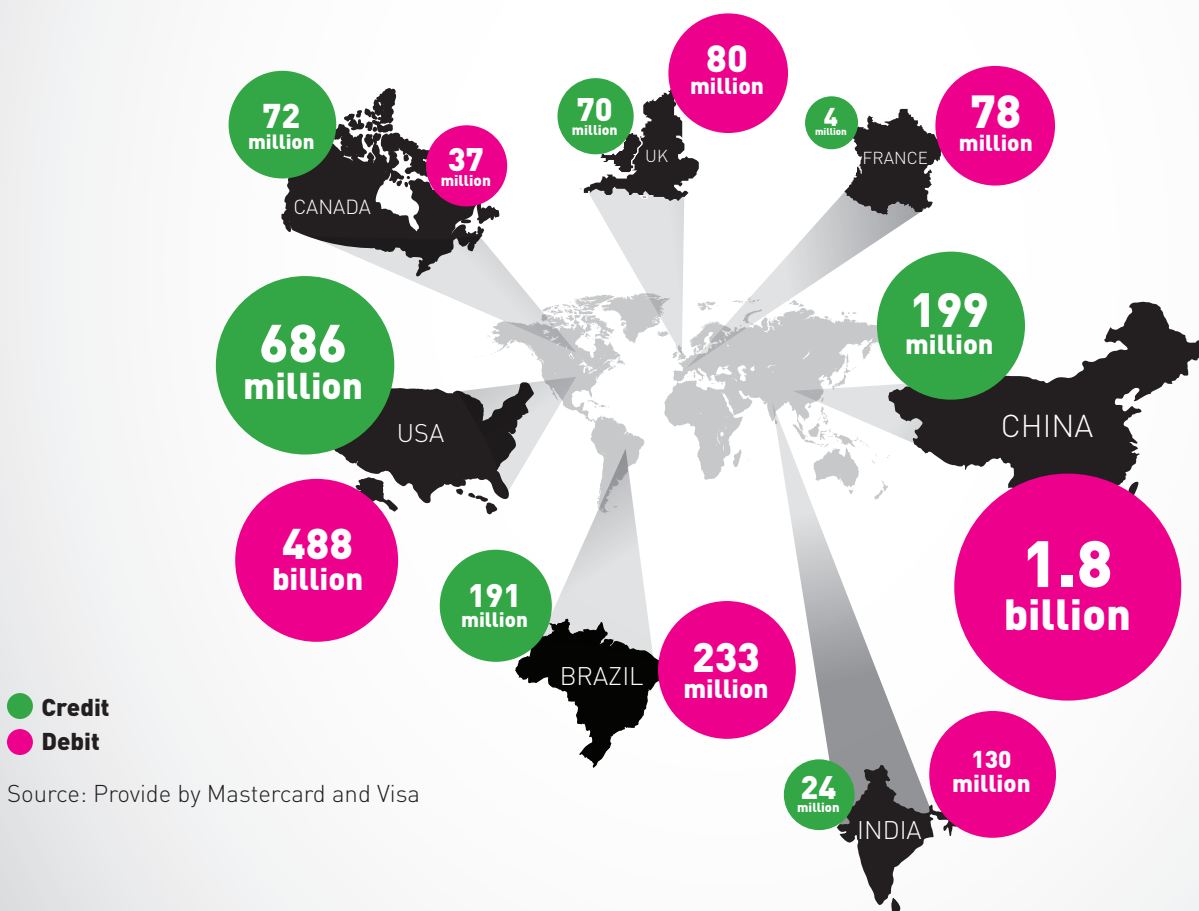 72
million
37
million
CANADA
70
million
80
million
UK
4
million
78
million
FRANCE
686
million
USA
488
billion
199
million
CHINA
1.8
billion
191
million
BRAZIL
233
million
24
million
130
million
INDIA
Credit
Debit
Source: Provide by Mastercard and Visa